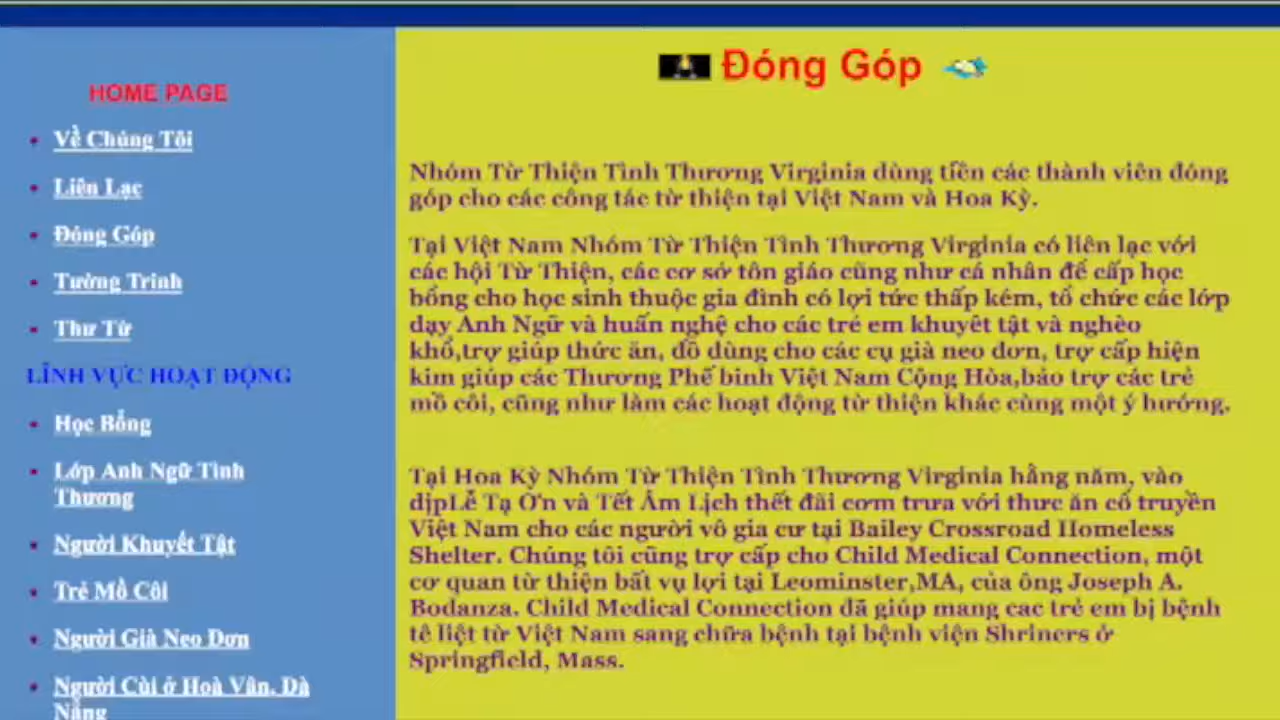 HOME PAGE
Về Chúng Tôi
Liên Lạc
Đóng Góp
Tường Trình
Thư Từ
LĨNH VỰC HOẠT ĐỘNG
Học Bổng
Lớp Anh Ngữ Tình
Thương
Người Khuyết Tật
Trẻ Mồ Côi
Người Già Neo Đơn
Người Cùi ở Hoà Vân, Đà
Nẵng
Đóng Góp
Nhóm Từ Thiện Tình Thương Virginia dùng tiền các thành viên đóng
góp cho các công tác từ thiện tại Việt Nam và Hoa Kỳ.
Tại Việt Nam Nhóm Từ Thiện Tình Thương Virginia có liên lạc với
các hội Từ Thiện, các cơ sở tôn giáo cũng như cá nhân để cấp học
bổng cho học sinh thuộc gia đình có lợi tức thấp kém, tổ chức các lớp
dạy Anh Ngữ và huấn nghệ cho các trẻ em khuyêt tật và nghèo
khổ,trợ giúp thức ăn, đồ dùng cho các cụ già neo đơn, trợ cấp hiện
kim giúp các Thương Phế binh Việt Nam Cộng Hòa,bảo trợ các trẻ
mồ côi, cũng như làm các hoạt động từ thiện khác cùng một ý hướng.
Tại Hoa Kỳ Nhóm Từ Thiện Tình Thương Virginia hằng năm, vào
dịpLễ Tạ Ơn và Tết Âm Lịch thết đãi cơm trưa với thưc ăn cổ truyền
Việt Nam cho các người vô gia cư tại Bailey Crossroad Homeless
Shelter. Chúng tôi cũng trợ cấp cho Child Medical Connection, một
cơ quan từ thiện bất vụ lợi tại Leominster,MA, của ông Joseph A.
Bodanza. Child Medical Connection đã giúp mang cac trẻ em bị bệnh
tê liệt từ Việt Nam sang chữa bệnh tại bệnh viện Shriners ở
Springfield, Mass.